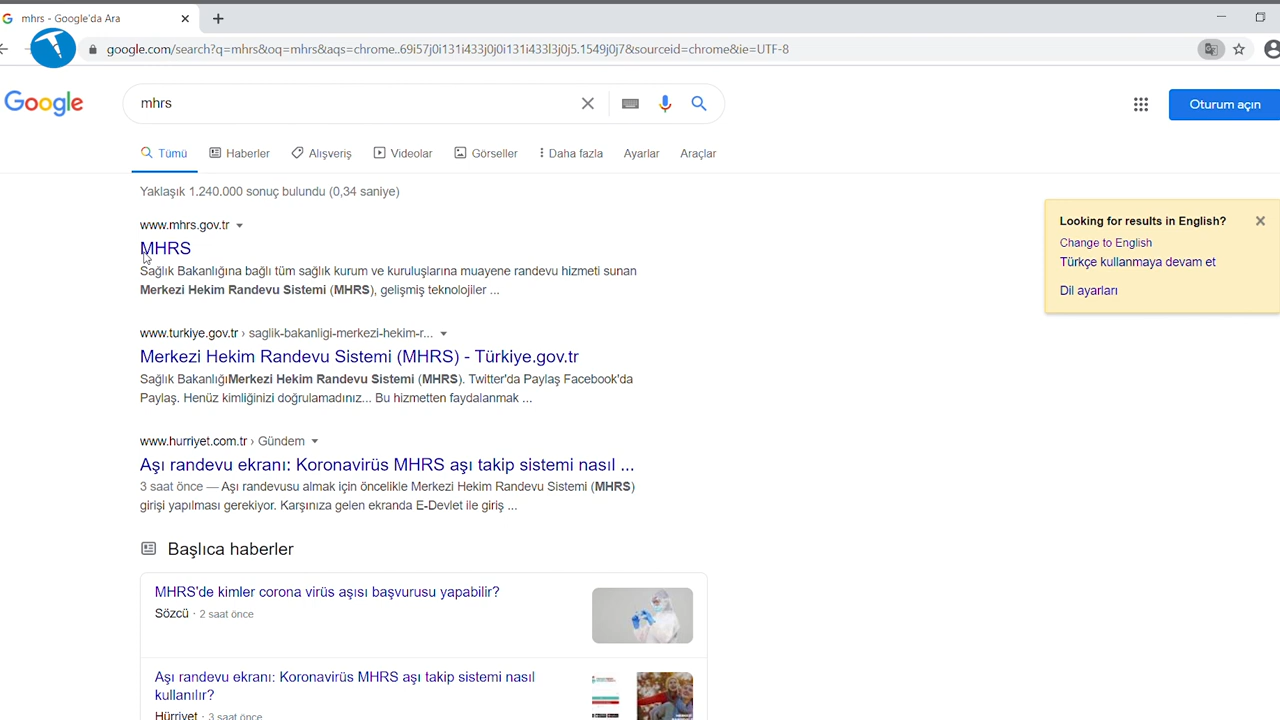 mhrs - Google'da Ara
google.com/search?q=mhrs&oq=mhrs&aqs=chrome..69i57j0i131i433j0j0i131i433l3j0j5.1549j0j7&sourceid=chrome&ie=UTF-8
Google
mhrs
Oturum açın
Tümü Haberler Alışveriş Videolar Görseller Daha fazla Ayarlar Araçlar
Yaklaşık 1.240.000 sonuç bulundu (0,34 saniye)
www.mhrs.gov.tr
MHRS
Sağlık Bakanlığına bağlı tüm sağlık kurum ve kuruluşlarına muayene randevu hizmeti sunan
Merkezi Hekim Randevu Sistemi (MHRS), gelişmiş teknolojiler ...
Looking for results in English?
Change to English
Türkçe kullanmaya devam et
Dil ayarları
www.turkiye.gov.tr › saglik-bakanligi-merkezi-hekim-r...
Merkezi Hekim Randevu Sistemi (MHRS) - Türkiye.gov.tr
Sağlık BakanlığıMerkezi Hekim Randevu Sistemi (MHRS). Twitter'da Paylaş Facebook'da
Paylaş. Henüz kimliğinizi doğrulamadınız... Bu hizmetten faydalanmak ...
www.hurriyet.com.tr › Gündem
Aşı randevu ekranı: Koronavirüs MHRS aşı takip sistemi nasıl ...
3 saat önce — Aşı randevusu almak için öncelikle Merkezi Hekim Randevu Sistemi (MHRS)
girişi yapılması gerekiyor. Karşınıza gelen ekranda E-Devlet ile giriş ...
Başlıca haberler
MHRS'de kimler corona virüs aşısı başvurusu yapabilir?
Sözcü · 2 saat önce
Aşı randevu ekranı: Koronavirüs MHRS aşı takip sistemi nasıl
kullanılır?
Hürriyet · 3 saat önce